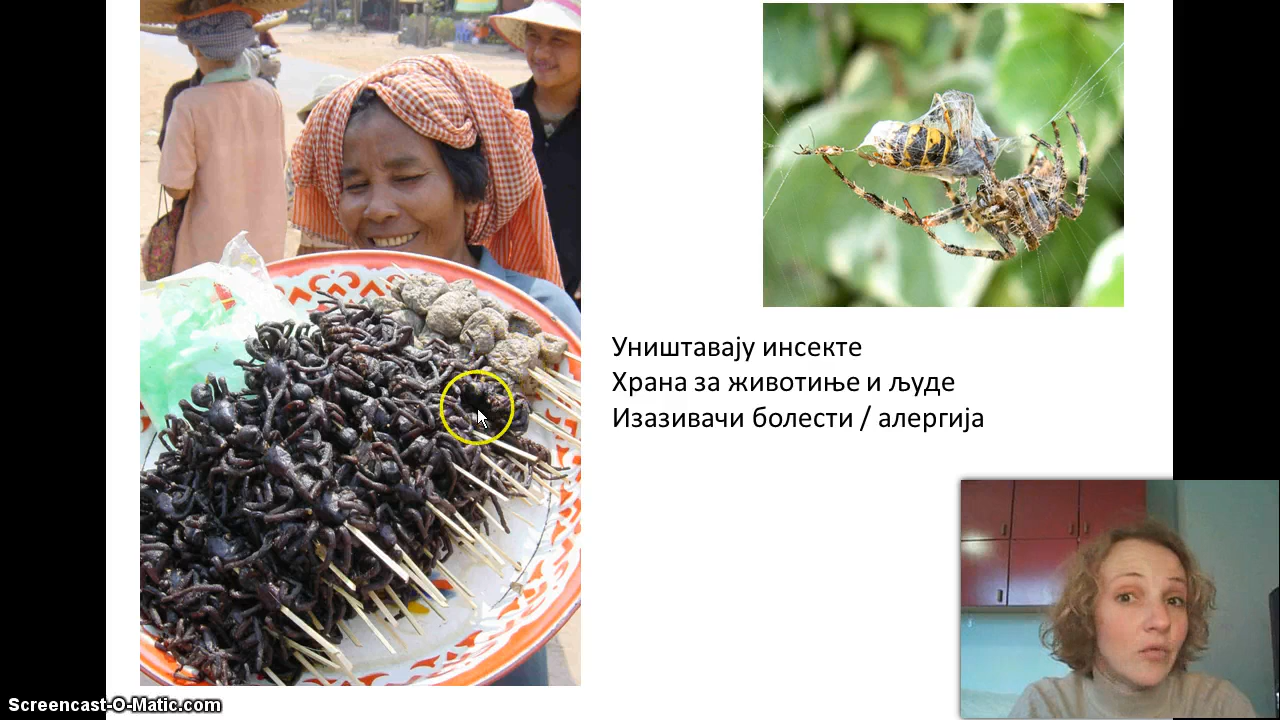 Уништавају инсекте
Храна за животиње и људе
Изазивачи болести / алергија
Screencast-O-Matic.com